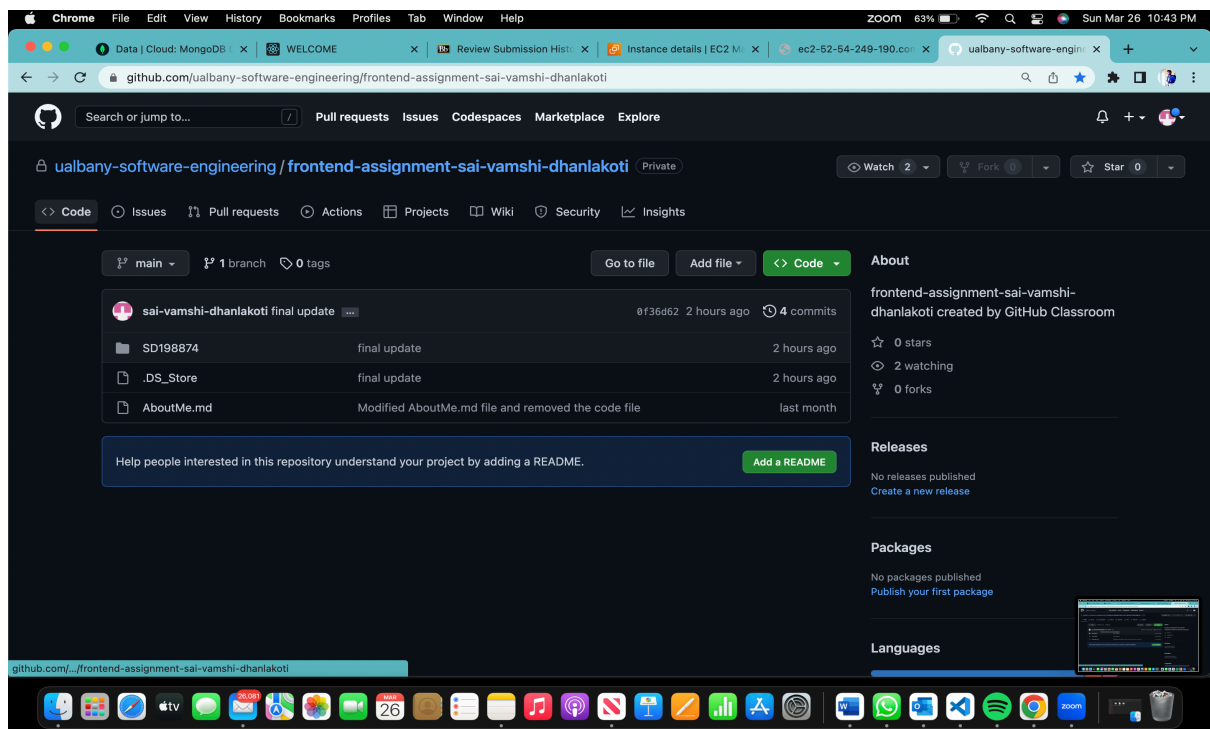 Chrome File Edit View History Bookmarks Profiles Tab Window Help zoom 63% Sun Mar 26 10:43 PM
Data | Cloud: MongoDB WELCOME Review Submission Histo Instance details | EC2 Ma ec2-52-54-249-190.con ualbany-software-engine
github.com/ualbany-software-engineering/frontend-assignment-sai-vamshi-dhanlakoti
Search or jump to... / Pull requests Issues Codespaces Marketplace Explore
ualbany-software-engineering / frontend-assignment-sai-vamshi-dhanlakoti Private Watch 2 Fork 0 Star 0
<> Code Issues Pull requests Actions Projects Wiki Security Insights
main 1 branch 0 tags Go to file Add file <> Code
sai-vamshi-dhanlakoti final update ... 0f36d62 2 hours ago 4 commits
SD198874 final update 2 hours ago
.DS_Store final update 2 hours ago
AboutMe.md Modified AboutMe.md file and removed the code file last month
Help people interested in this repository understand your project by adding a README. Add a README
About
frontend-assignment-sai-vamshi-
dhanlakoti created by GitHub Classroom
0 stars
2 watching
0 forks
Releases
No releases published
Create a new release
Packages
No packages published
Publish your first package
Languages
github.com/.../frontend-assignment-sai-vamshi-dhanlakoti
26,081
tv MAR
26 W zoom